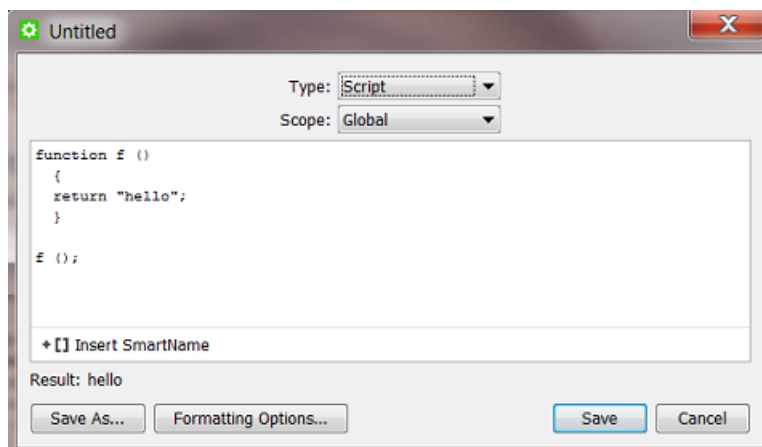 Untitled
Type: Script
Scope: Global
function f ()
{
return "hello";
}
f ();
+[] Insert SmartName
Result: hello
Save As... Formatting Options... Save Cancel